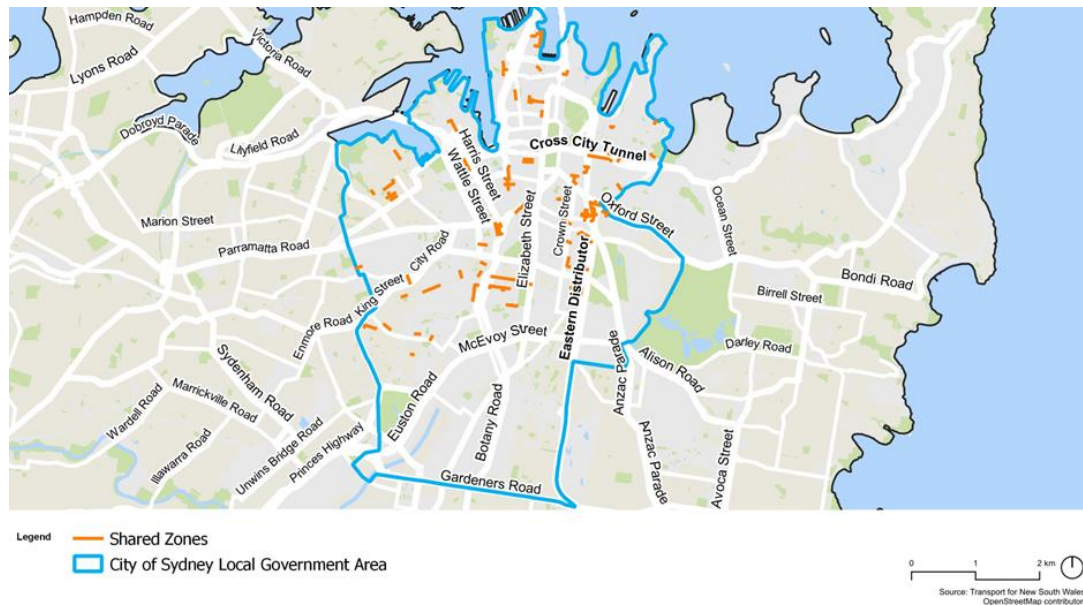 Hampden Road
Lyons Road
Victoria Road
Dobroyd Parade
Lilyfield Road
Harris Street
Wattle Street
Cross City Tunnel
Marion Street
Parramatta Road
City Road
Elizabeth Street
Crown Street
Oxford Street
Ocean Street
Bondi Road
Birrell Street
King Street
Enmore Road
Eastern Distributor
McEvoy Street
Anzac Parade
Alison Road
Darley Road
Sydenham Road
Marrickville Road
Wardell Road
Illawarra Road
Unwins Bridge Road
Princes Highway
Euston Road
Botany Road
Gardeners Road
Anzac Parade
Avoca Street
Legend
Shared Zones
City of Sydney Local Government Area
0 1 2 km
Source: Transport for New South Wales
OpenStreetMap contributor